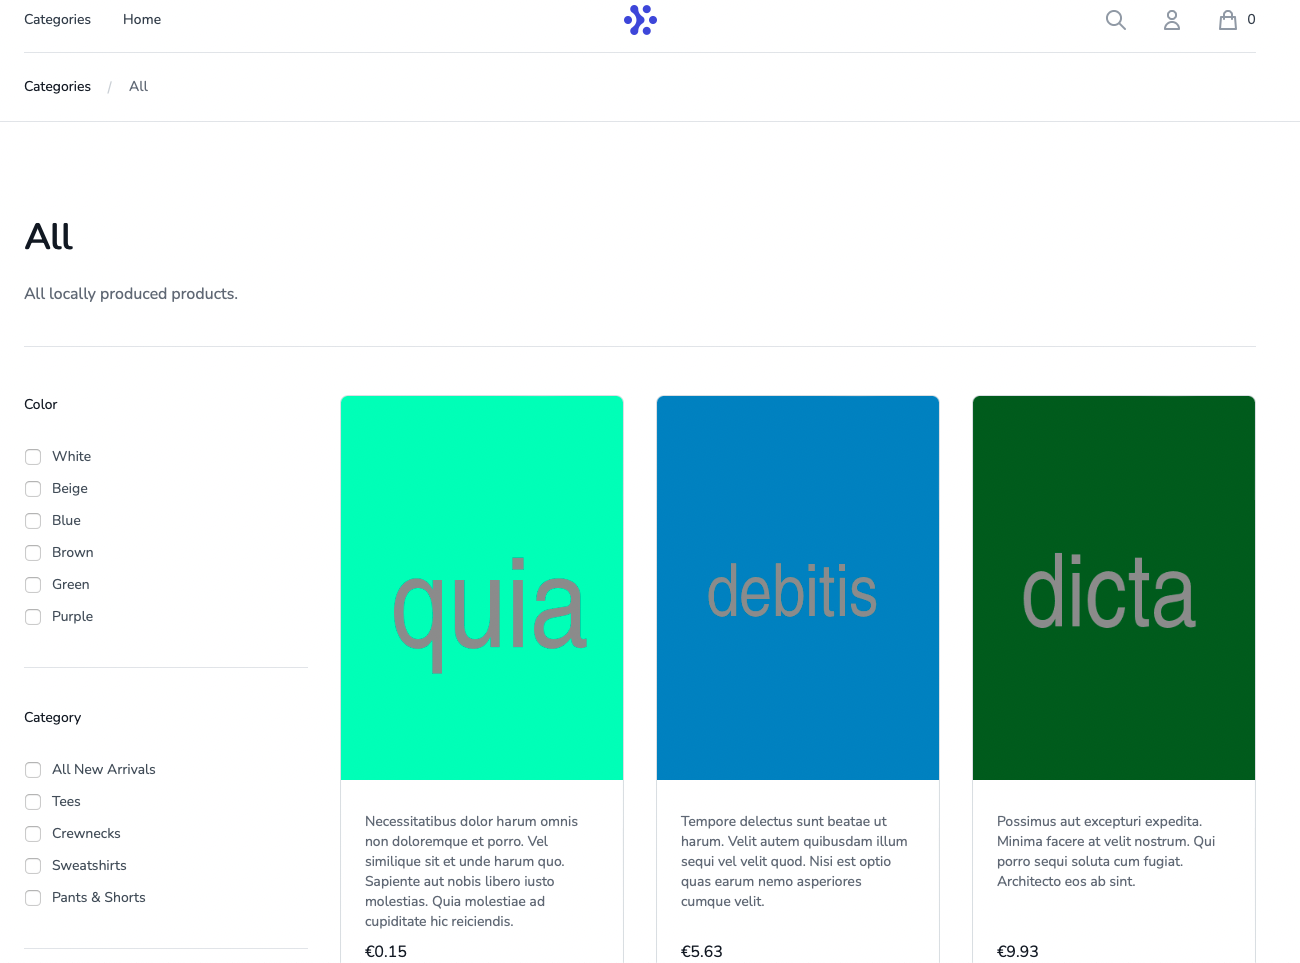 Categories Home 0
Categories / All
All
All locally produced products.
Color
White
Beige
Blue
Brown
Green
Purple
Category
All New Arrivals
Tees
Crewnecks
Sweatshirts
Pants & Shorts
quia
Necessitatibus dolor harum omnis
non doloremque et porro. Vel
similique sit et unde harum quo.
Sapiente aut nobis libero iusto
molestias. Quia molestiae ad
cupiditate hic reiciendis.
€0.15
debitis
Tempore delectus sunt beatae ut
harum. Velit autem quibusdam illum
sequi vel velit quod. Nisi est optio
quas earum nemo asperiores
cumque velit.
€5.63
dicta
Possimus aut excepturi expedita.
Minima facere at velit nostrum. Qui
porro sequi soluta cum fugiat.
Architecto eos ab sint.
€9.93